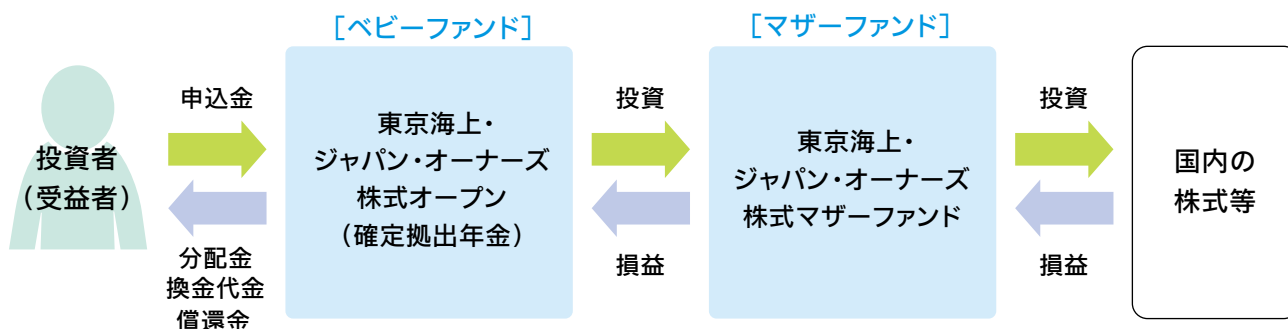 [ベビーファンド]
[マザーファンド]
投資者
(受益者)
申込金
分配金
換金代金
償還金
東京海上・
ジャパン・オーナーズ
株式オープン
(確定拠出年金)
投資
損益
東京海上・
ジャパン・オーナーズ
株式マザーファンド
投資
損益
国内の
株式等